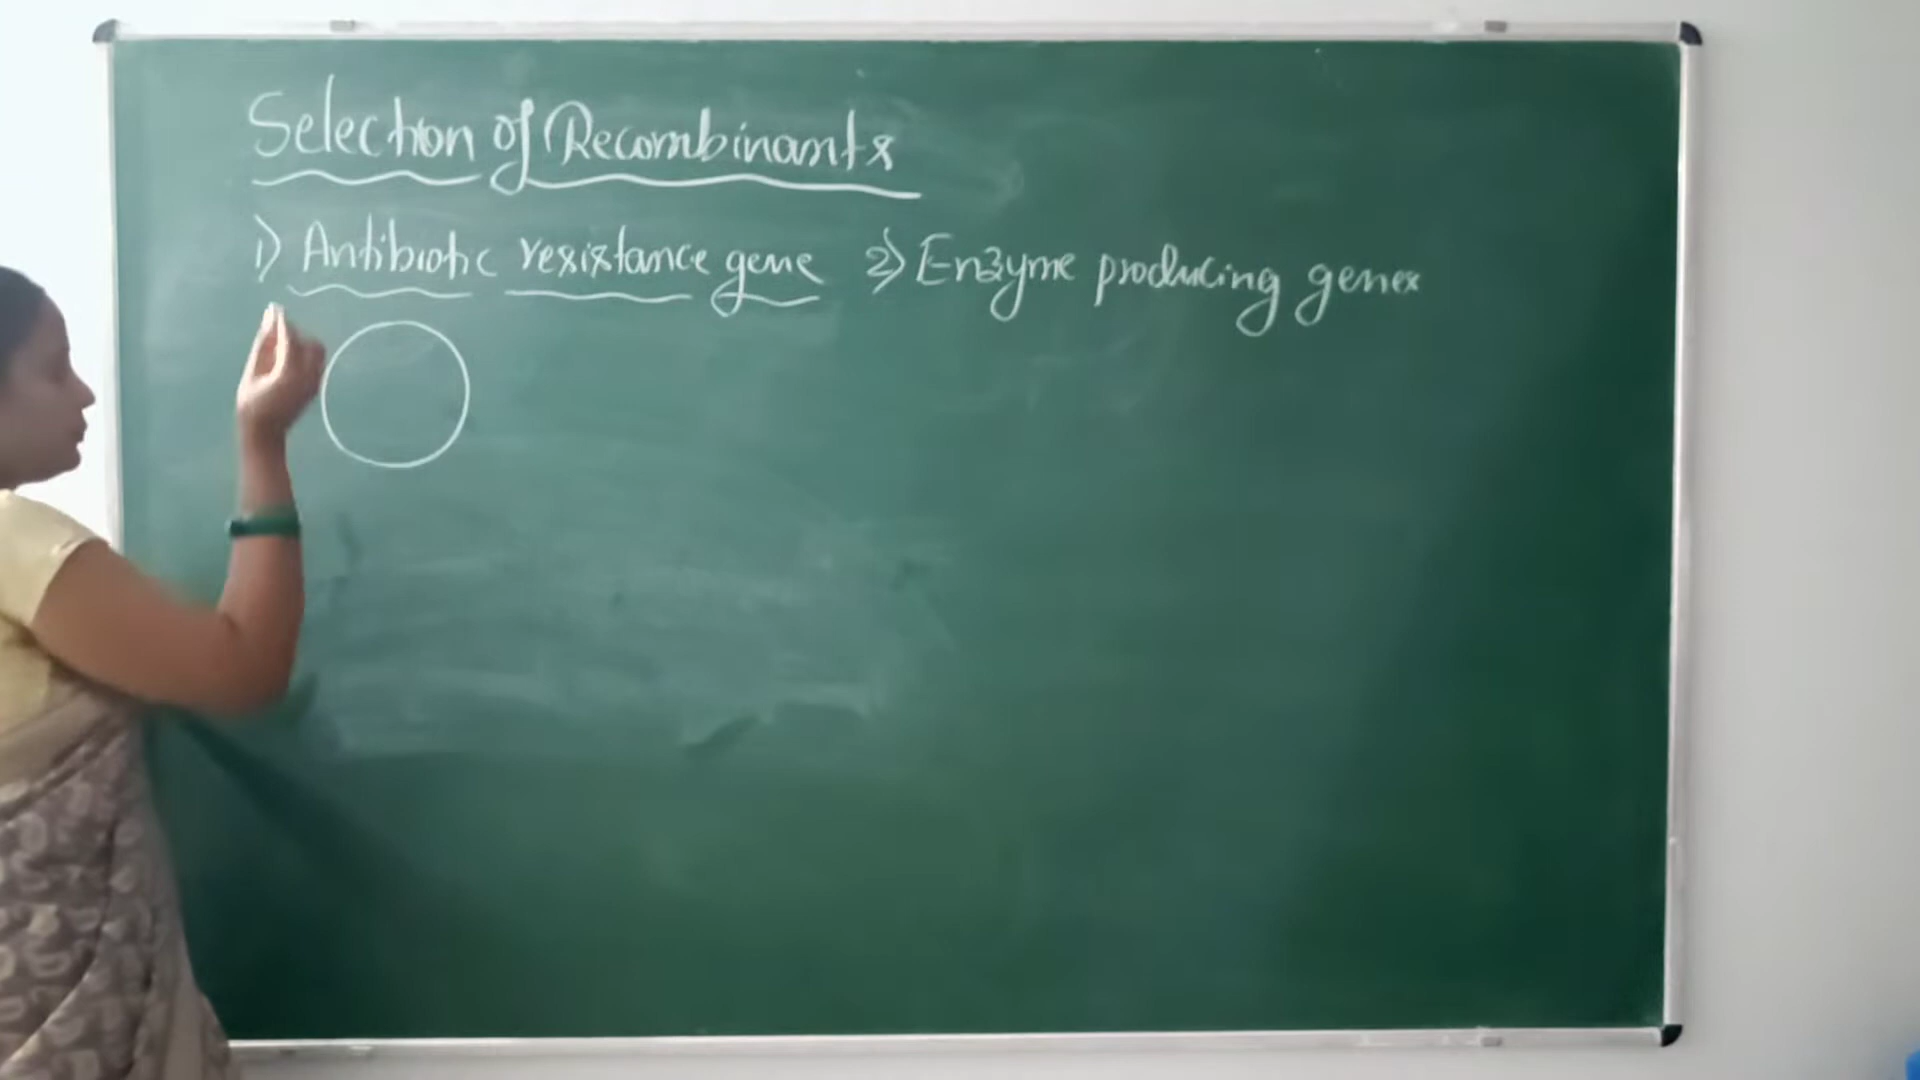 Selection of Recombinants
1) Antibiotic resistance gene 2) Enzyme producing genes